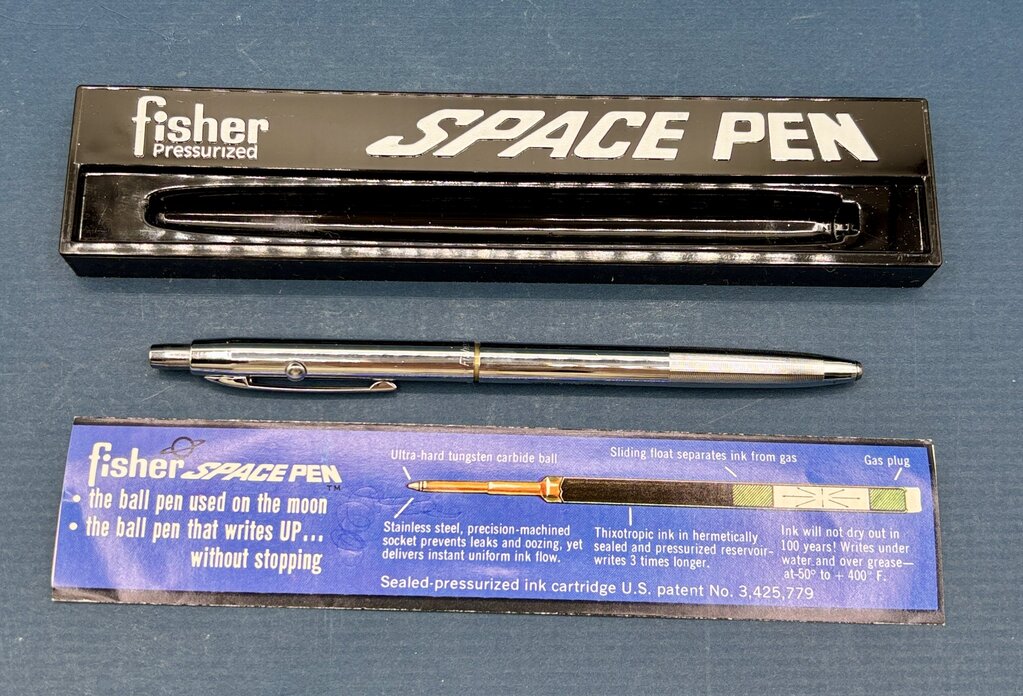 fisher
Pressurized
SPACE PEN
fisher SPACE PEN™
• the ball pen used on the moon
• the ball pen that writes UP...
without stopping
Ultra-hard tungsten carbide ball
Sliding float separates ink from gas
Gas plug
Stainless steel, precision-machined
socket prevents leaks and oozing, yet
delivers instant uniform ink flow.
Thixotropic ink in hermetically
sealed and pressurized reservoir-
writes 3 times longer.
Ink will not dry out in
100 years! Writes under
water and over grease—
at-50° to + 400° F.
Sealed-pressurized ink cartridge U.S. patent No. 3,425,779